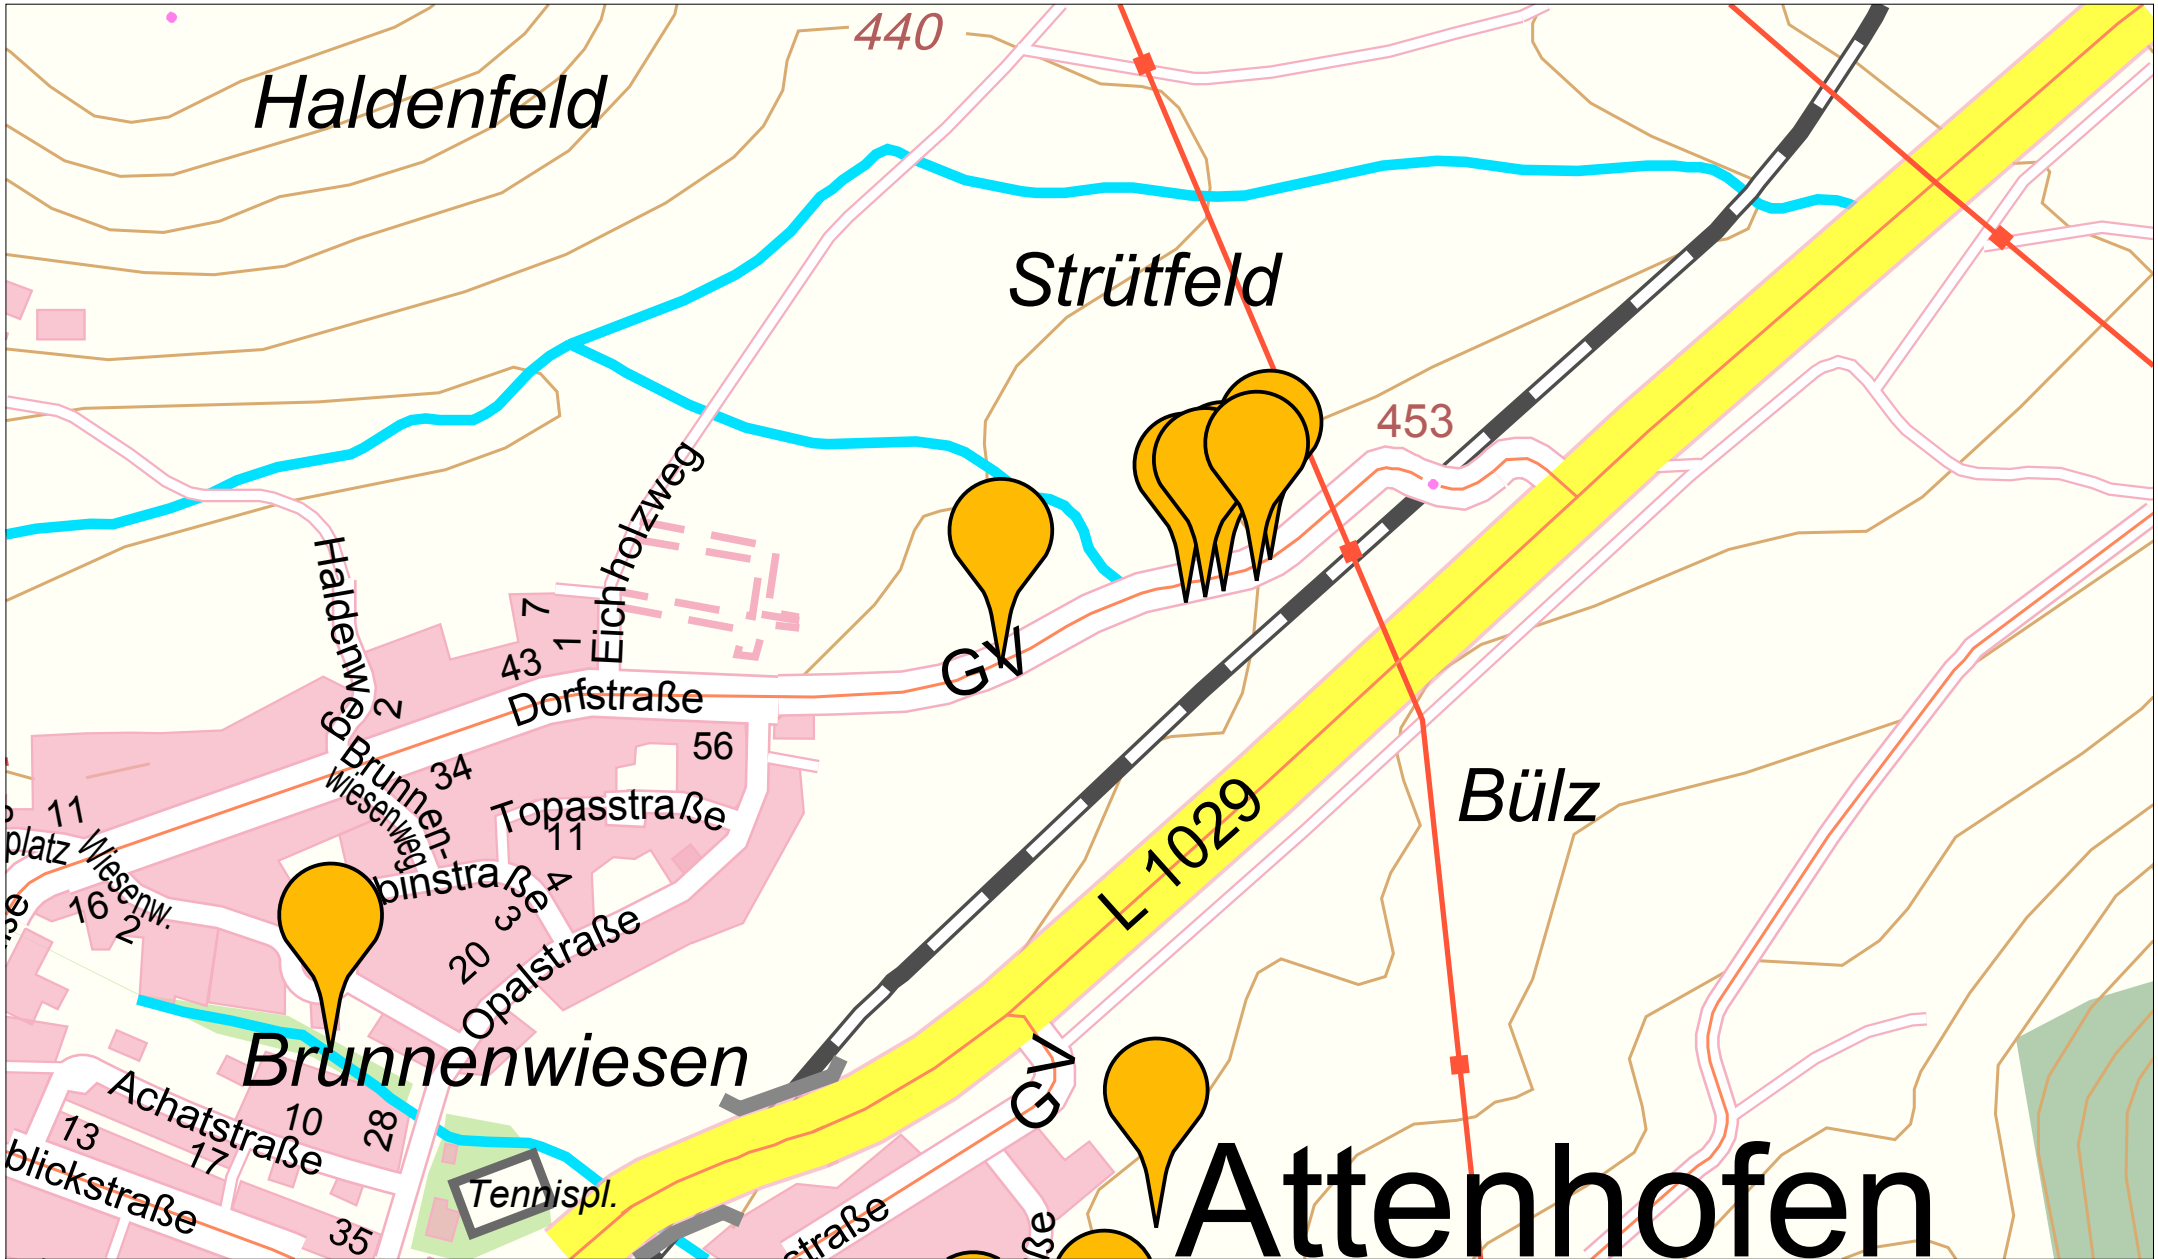 440
Haldenfeld
Strütfeld
453
Eichholzweg
Haldenweg
7
1
43
2
Dorfstraße
GV
56
34
Brunnen-
wiesenweg
Topasstraße
11
11
platz
Wiesenw.
16
2
binstraße
4
3
20
Opalstraße
L 1029
Bülz
Brunnenwiesen
GV
Achatstraße
10
28
13
17
blickstraße
35
Tennispl.
straße
ße
Attenhofen